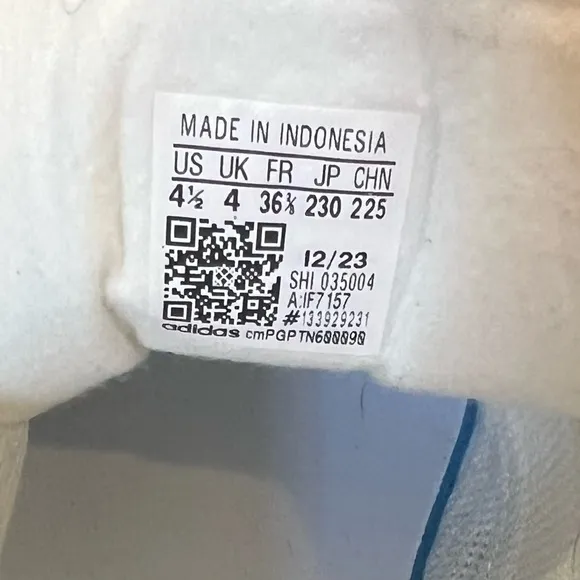 MADE IN INDONESIA
US UK FR JP CHN
4½ 4 36⅔ 230 225
12/23
SHI 035004
A:IF7157
#133929231
adidas cmPGPTN600090